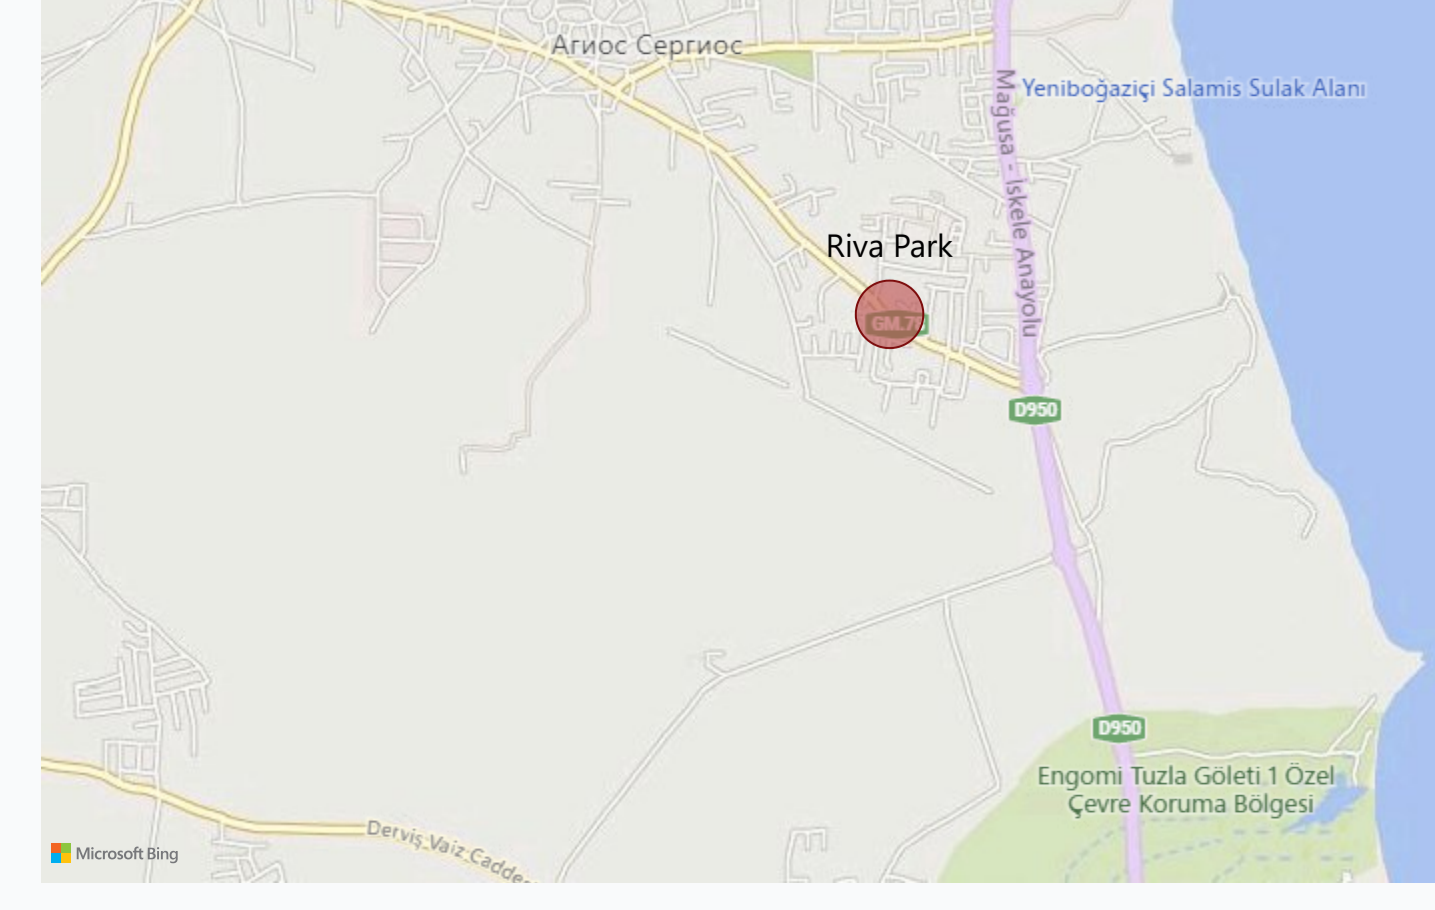 Агиос Сергиос
Yeniboğaziçi Salamis Sulak Alanı
Mağusa - İskele Anayolu
Riva Park
D950
D950
Engomi Tuzla Göleti 1 Özel
Çevre Koruma Bölgesi
Derviş Vaiz Cadde
Microsoft Bing